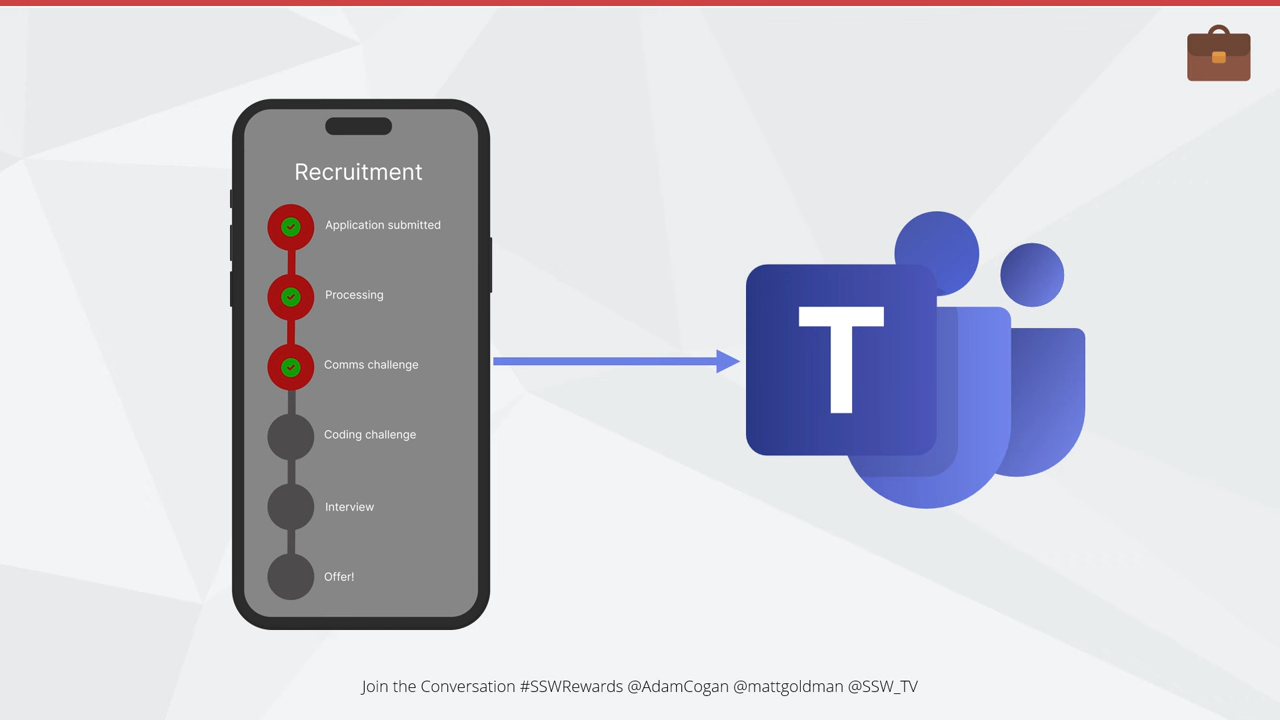 Recruitment
Application submitted
Processing
Comms challenge
Coding challenge
Interview
Offer!
T
Join the Conversation #SSWRewards @AdamCogan @mattgoldman @SSW_TV